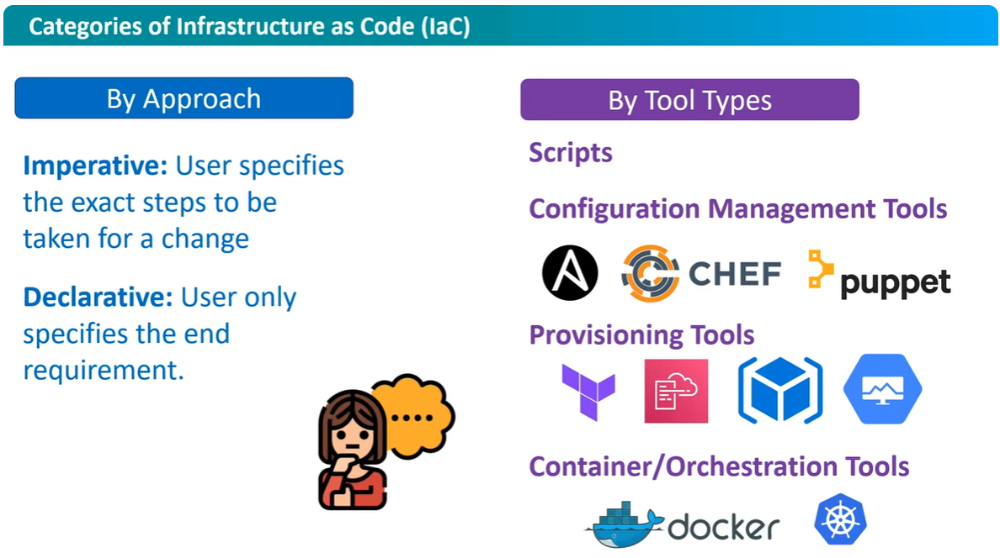 Categories of Infrastructure as Code (IaC)
By Approach
Imperative: User specifies
the exact steps to be
taken for a change
Declarative: User only
specifies the end
requirement.
By Tool Types
Scripts
Configuration Management Tools
A
CHEF
puppet
Provisioning Tools
Container/Orchestration Tools
docker